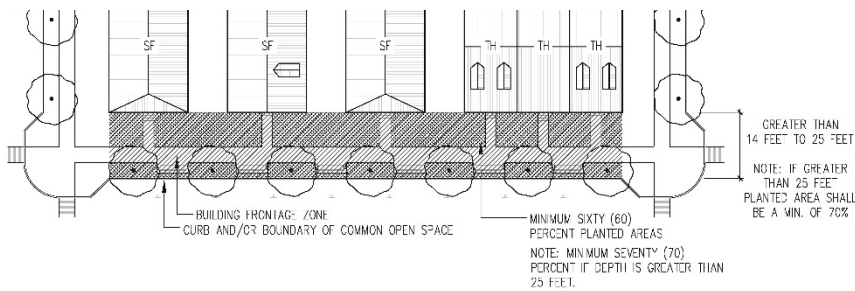 SF
SF
SF
TH
TH
TH
GREATER THAN
14 FEET TO 25 FEET
NOTE: IF GREATER
THAN 25 FEET
PLANTED AREA SHALL
BE A MIN. OF 70%
BUILDING FRONTAGE ZONE
CURB AND/OR BOUNDARY OF COMMON OPEN SPACE
MINIMUM SIXTY (60)
PERCENT PLANTED AREAS
NOTE: MINIMUM SEVENTY (70)
PERCENT IF DEPTH IS GREATER THAN
25 FEET.